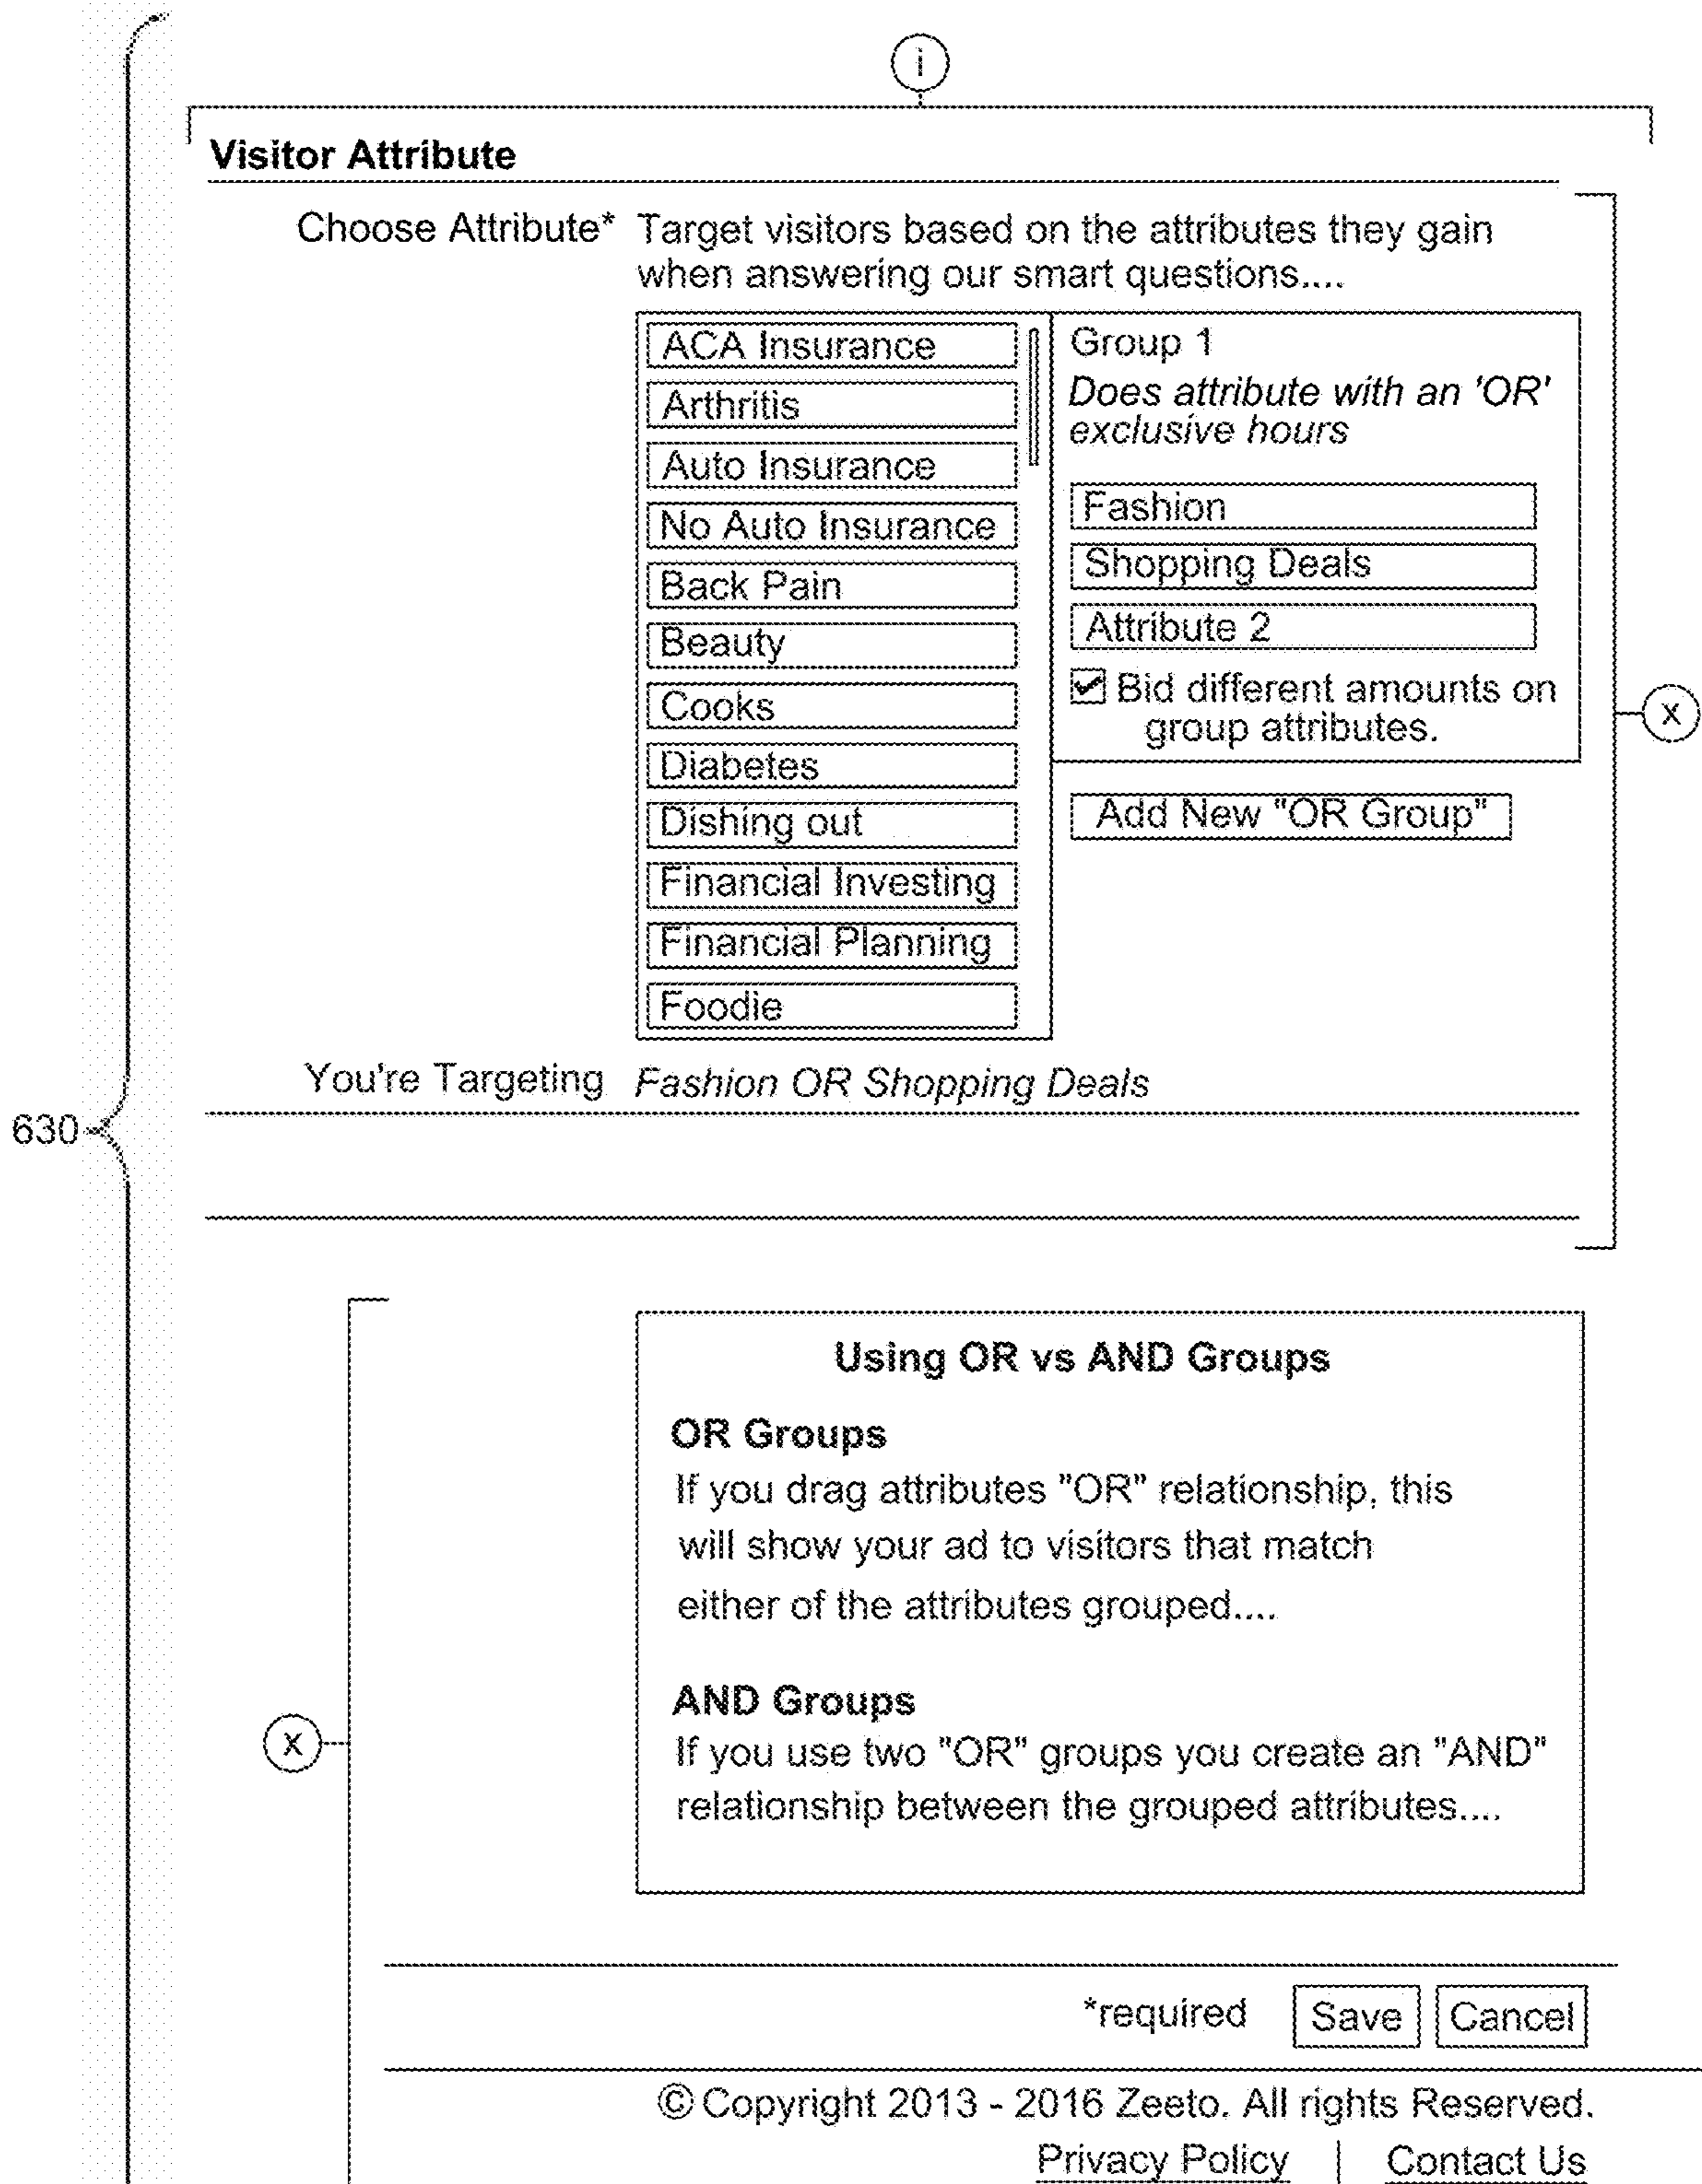 i
Visitor Attribute
Choose Attribute* Target visitors based on the attributes they gain
when answering our smart questions....
ACA Insurance
Arthritis
Auto Insurance
No Auto Insurance
Back Pain
Beauty
Cooks
Diabetes
Dishing out
Financial Investing
Financial Planning
Foodie
Group 1
Does attribute with an 'OR'
exclusive hours
Fashion
Shopping Deals
Attribute 2
Bid different amounts on
group attributes.
Add New "OR Group"
x
You're Targeting Fashion OR Shopping Deals
630
Using OR vs AND Groups
OR Groups
If you drag attributes "OR" relationship, this
will show your ad to visitors that match
either of the attributes grouped....
AND Groups
If you use two "OR" groups you create an "AND"
relationship between the grouped attributes....
x
*required Save Cancel
© Copyright 2013 - 2016 Zeeto. All rights Reserved.
Privacy Policy | Contact Us